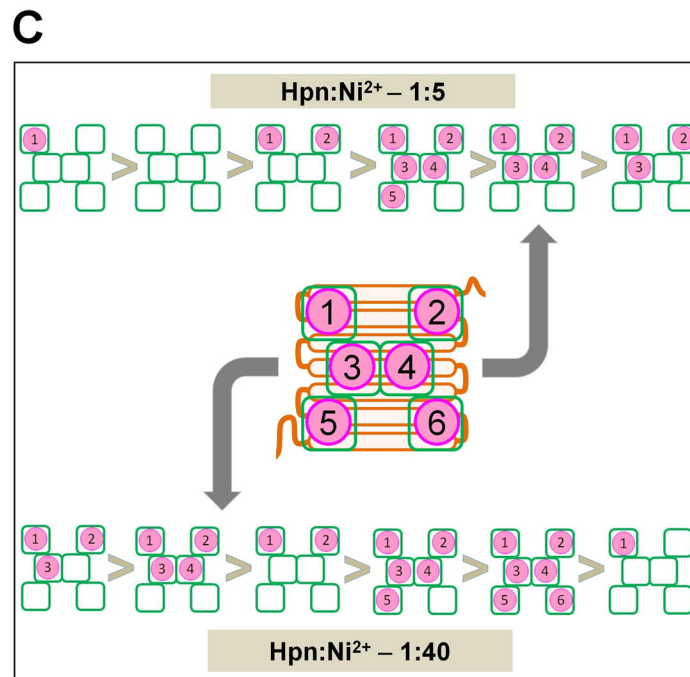 C
Hpn:Ni²⁺ – 1:5
1 1 2 1 2 1 2 1 2
> > > 3 4 > 3 4 > 3
5
1 2
3 4
5 6
1 2 1 2 1 2 1 2 1 2 1
3 > 3 4 > > 3 4 > 3 4 >
5 5 6
Hpn:Ni²⁺ – 1:40